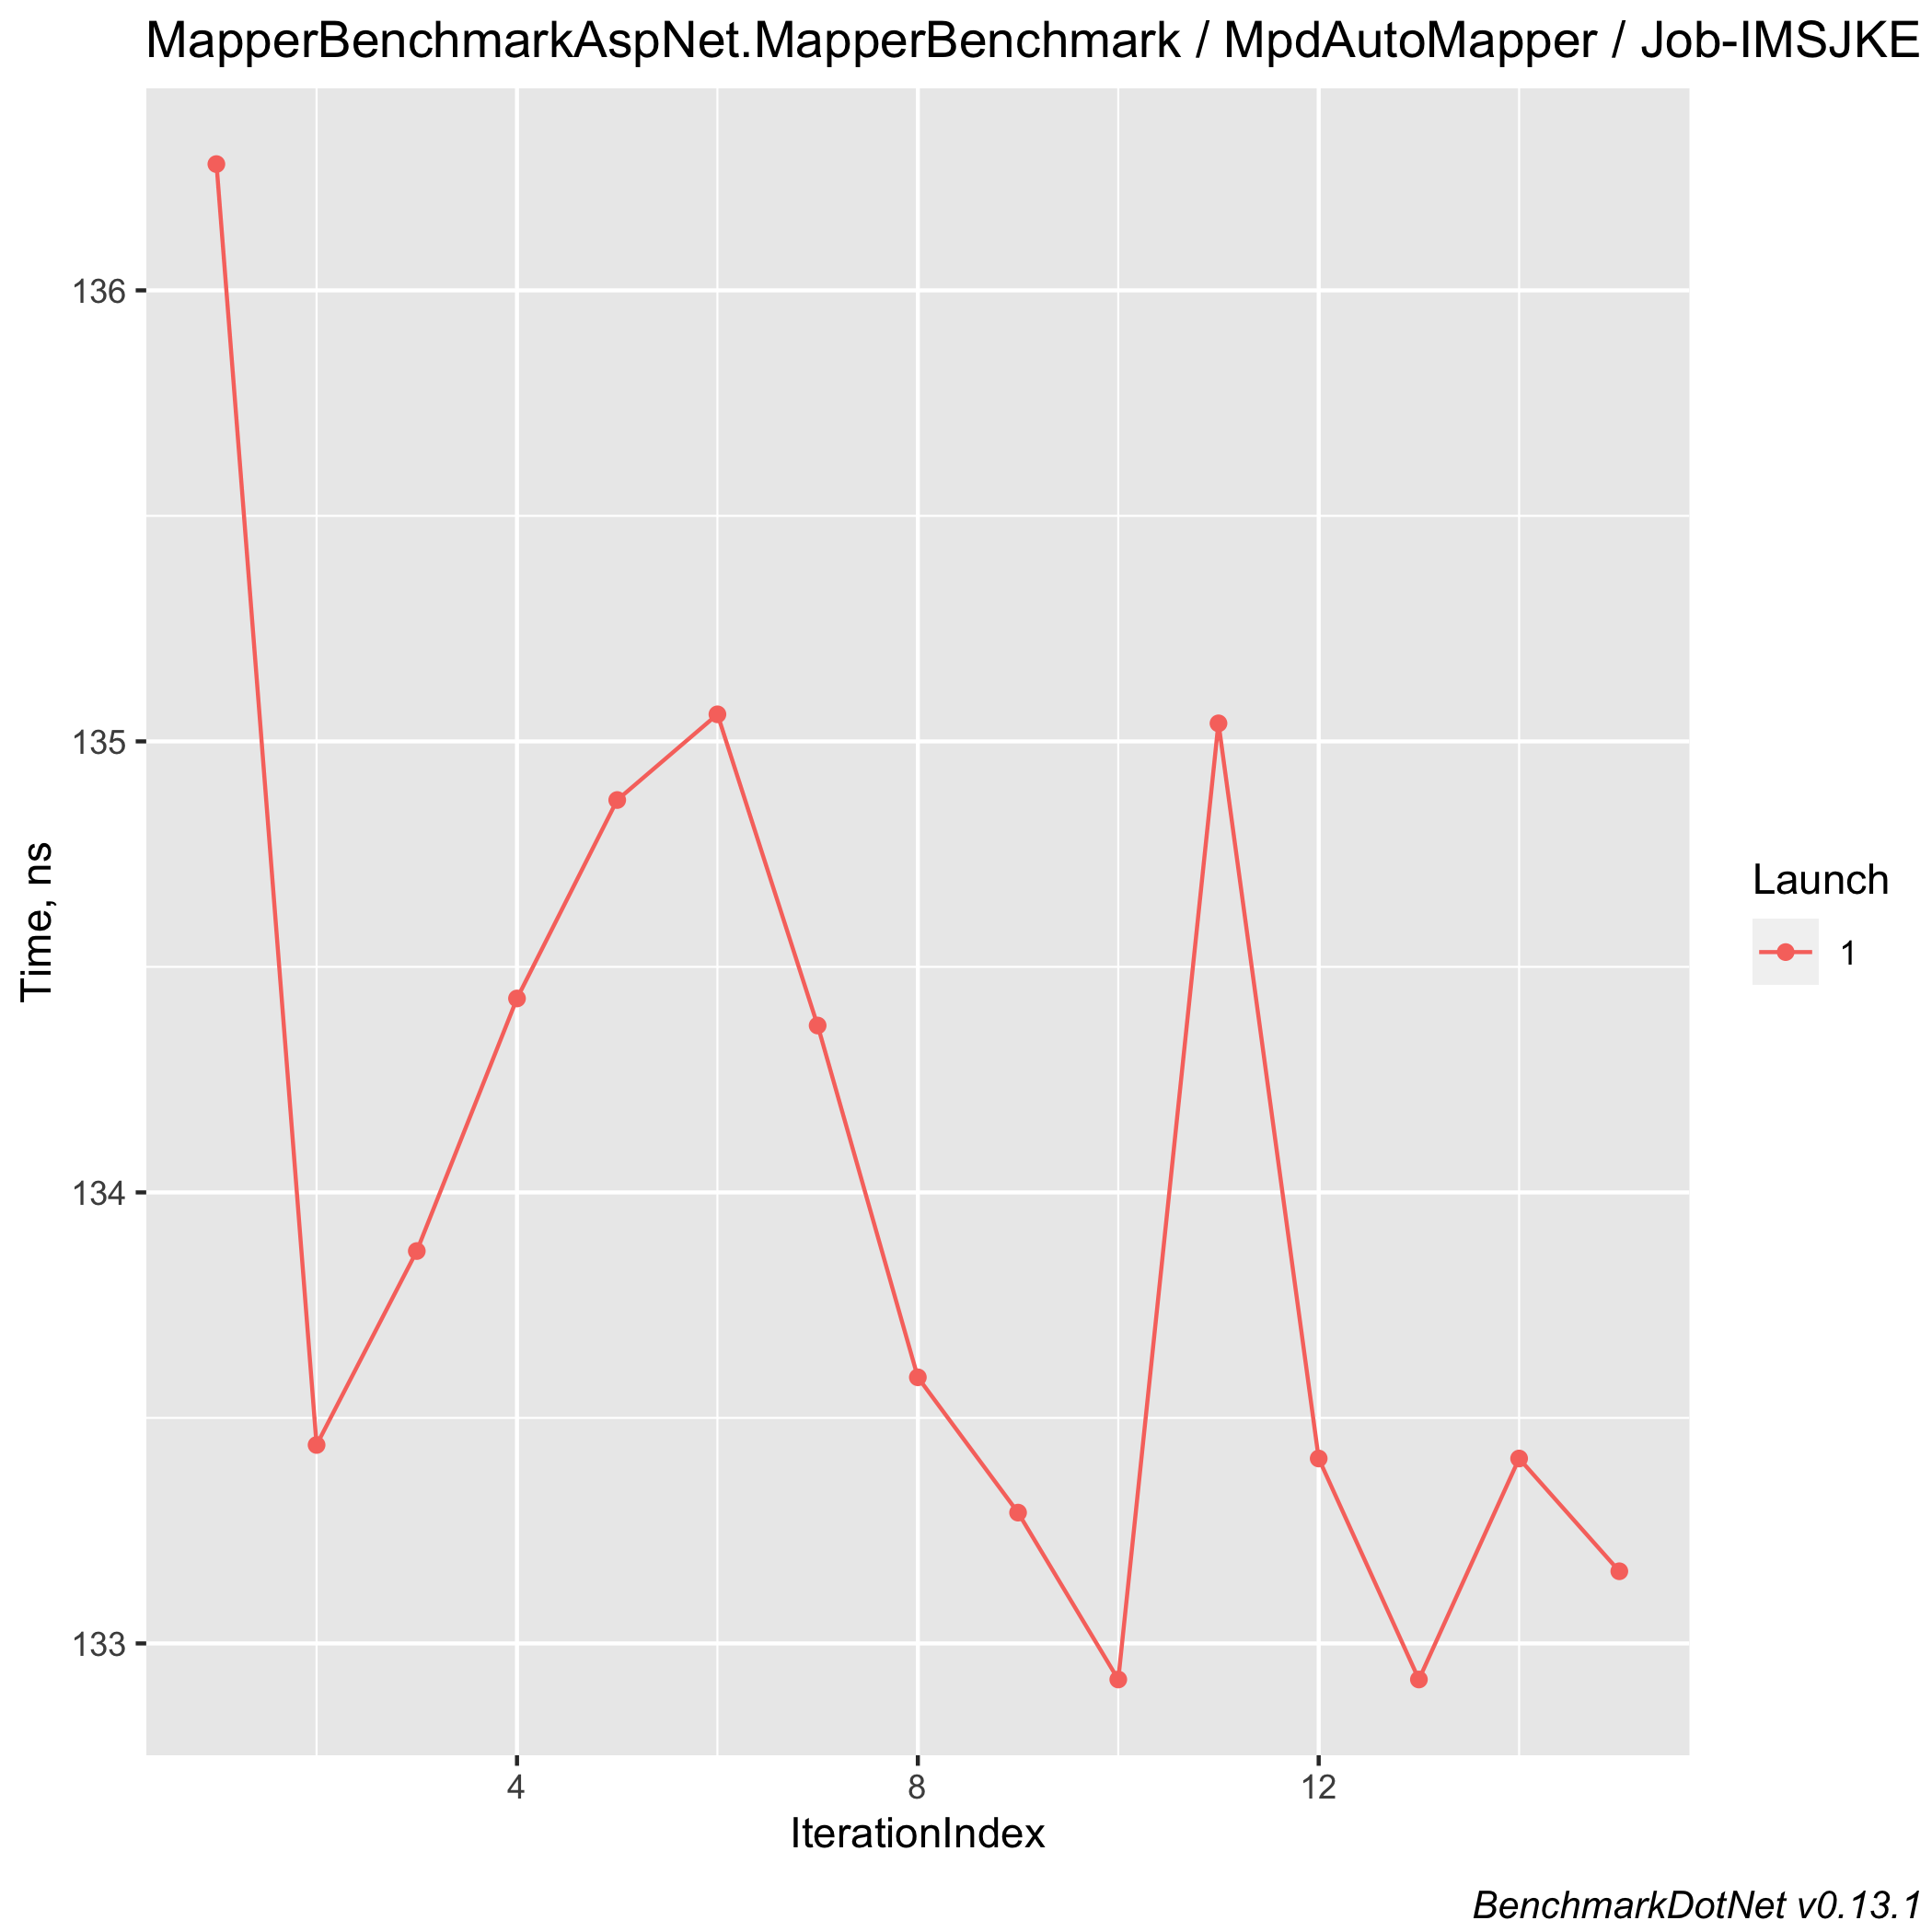 MapperBenchmarkAspNet.MapperBenchmark / MpdAutoMapper / Job-IMSJKE
136
135
134
133
Time, ns
4 8 12
IterationIndex
Launch
1
BenchmarkDotNet v0.13.1